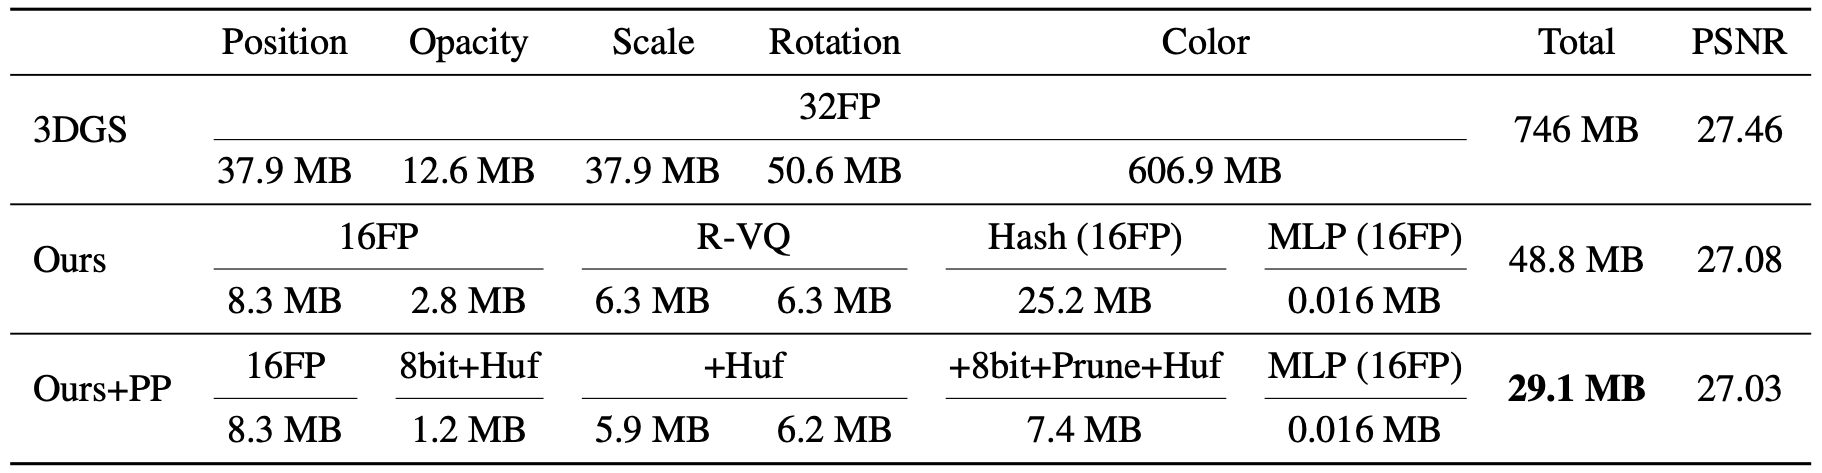 Position Opacity Scale Rotation Color Total PSNR
32FP
3DGS 746 MB 27.46
37.9 MB 12.6 MB 37.9 MB 50.6 MB 606.9 MB
16FP R-VQ Hash (16FP) MLP (16FP)
Ours 48.8 MB 27.08
8.3 MB 2.8 MB 6.3 MB 6.3 MB 25.2 MB 0.016 MB
16FP 8bit+Huf +Huf +8bit+Prune+Huf MLP (16FP)
Ours+PP 29.1 MB 27.03
8.3 MB 1.2 MB 5.9 MB 6.2 MB 7.4 MB 0.016 MB